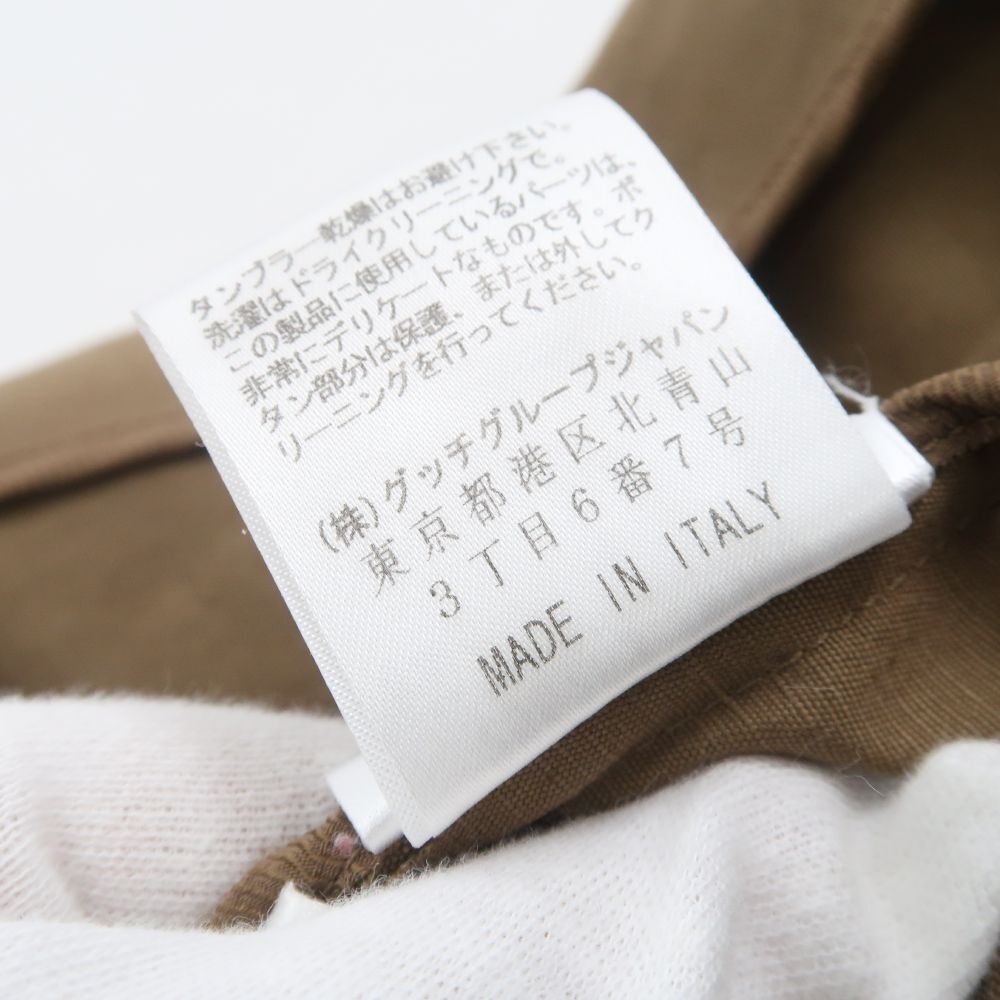 タンブラー乾燥はお避け下さい。
洗濯はドライクリーニングで。
この製品に使用しているパーツは、
非常にデリケートなものです。ボ
タン部分は保護、または外してク
リーニングを行ってください。
(株)グッチグループジャパン
東京都港区北青山
3丁目6番7号
MADE IN ITALY